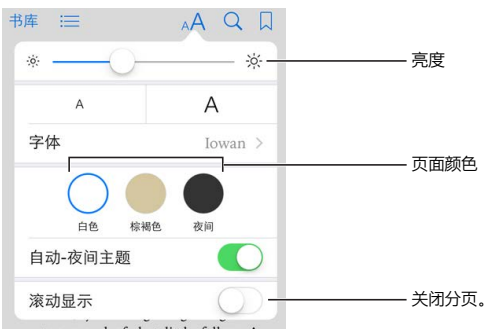 书库 AA
亮度
A A
字体 Iowan >
页面颜色
白色 棕褐色 夜间
自动-夜间主题
滚动显示
关闭分页。